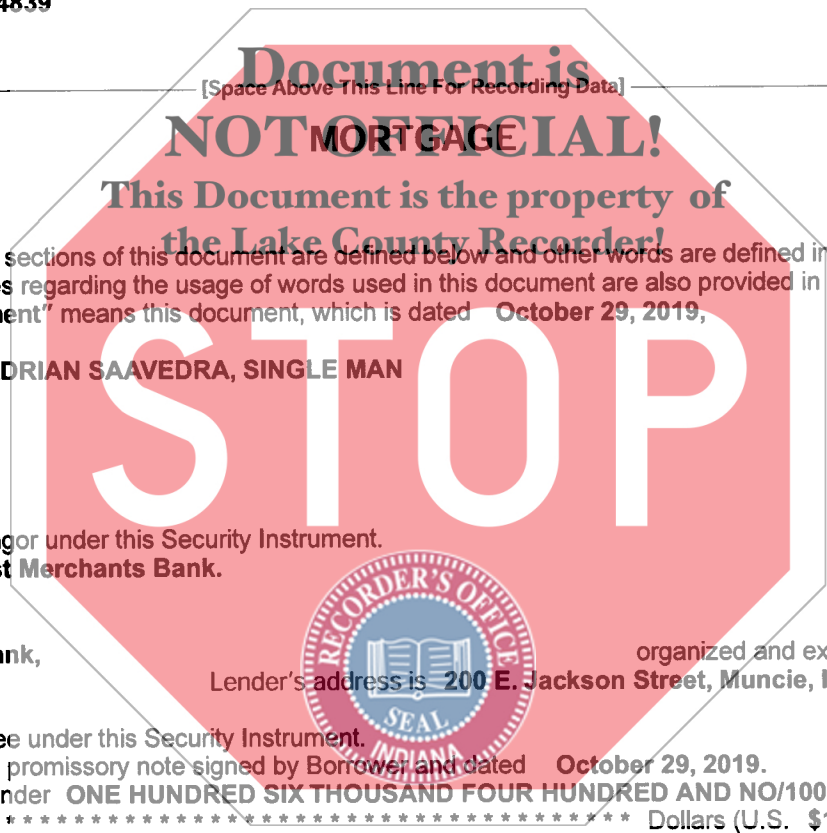 4839
Document is
[Space Above This Line For Recording Data]
NOT OFFICIAL!
MORTGAGE
This Document is the property of
the Lake County Recorder!
sections of this document are defined below and other words are defined in
s regarding the usage of words used in this document are also provided in
ent” means this document, which is dated October 29, 2019,
DRIAN SAAVEDRA, SINGLE MAN
STOP
gor under this Security Instrument.
st Merchants Bank.
RECORDER'S OFFICE
ank,
organized and ex
Lender's address is 200 E. Jackson Street, Muncie, I
SEAL
INDIANA
ee under this Security Instrument.
promissory note signed by Borrower and dated October 29, 2019.
nder ONE HUNDRED SIX THOUSAND FOUR HUNDRED AND NO/100
* * * * * * * * * * * * * * * * * * * * * * * * * * * * * * * * * * * * * * * * Dollars (U.S. $1